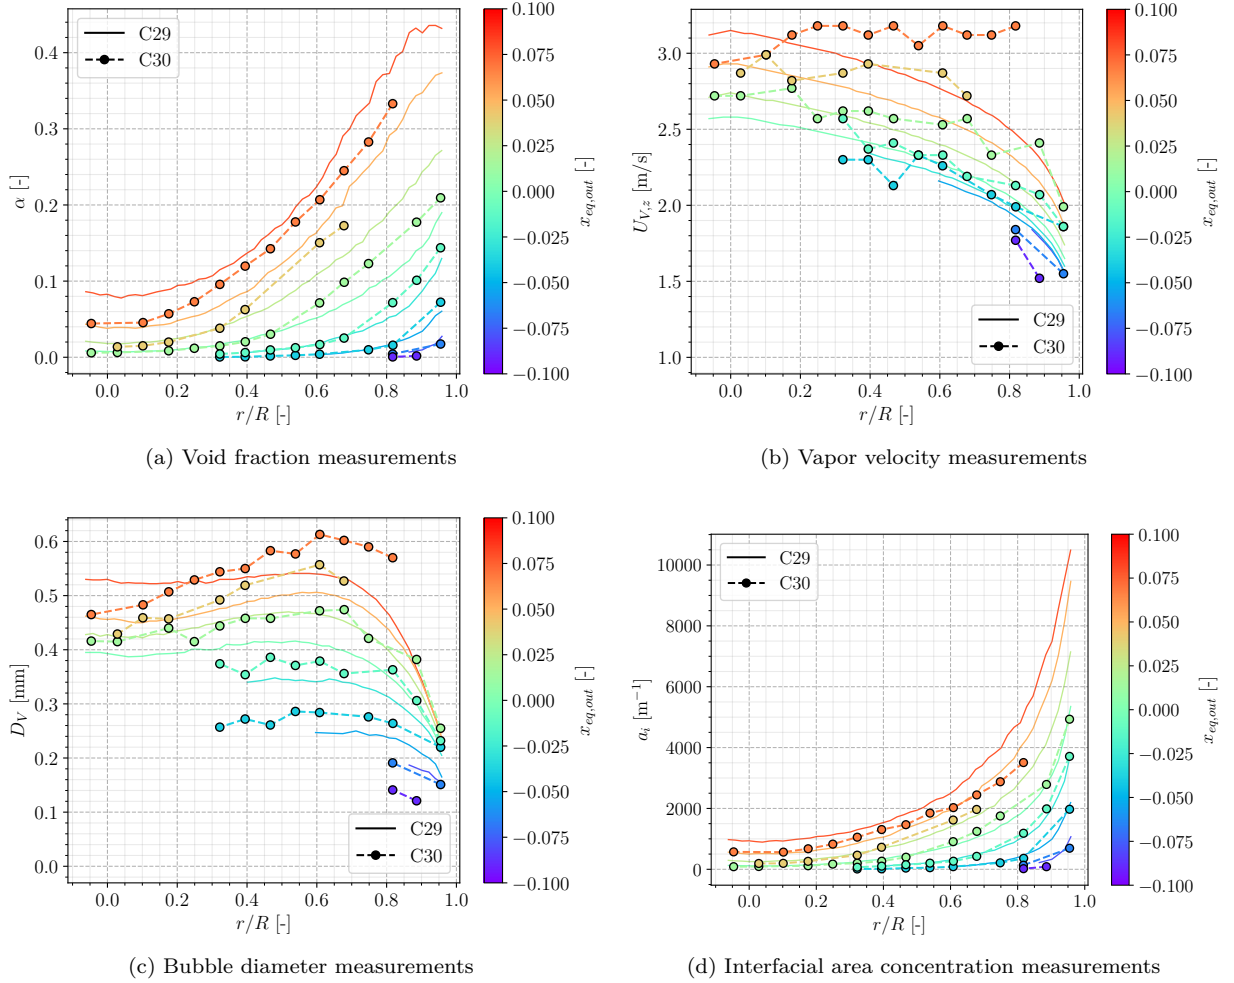 0.4
0.3
0.2
0.1
0.0
α [-]
0.0 0.2 0.4 0.6 0.8 1.0
r/R [-]
C29
C30
0.100
0.075
0.050
0.025
0.000
−0.025
−0.050
−0.075
−0.100
x_{eq,out} [-]
(a) Void fraction measurements
3.0
2.5
2.0
1.5
1.0
U_{V,z} [m/s]
0.0 0.2 0.4 0.6 0.8 1.0
r/R [-]
C29
C30
0.100
0.075
0.050
0.025
0.000
−0.025
−0.050
−0.075
−0.100
x_{eq,out} [-]
(b) Vapor velocity measurements
0.6
0.5
0.4
0.3
0.2
0.1
0.0
D_V [mm]
0.0 0.2 0.4 0.6 0.8 1.0
r/R [-]
C29
C30
0.100
0.075
0.050
0.025
0.000
−0.025
−0.050
−0.075
−0.100
x_{eq,out} [-]
(c) Bubble diameter measurements
10000
8000
6000
4000
2000
0
a_i [m⁻¹]
0.0 0.2 0.4 0.6 0.8 1.0
r/R [-]
C29
C30
0.100
0.075
0.050
0.025
0.000
−0.025
−0.050
−0.075
−0.100
x_{eq,out} [-]
(d) Interfacial area concentration measurements